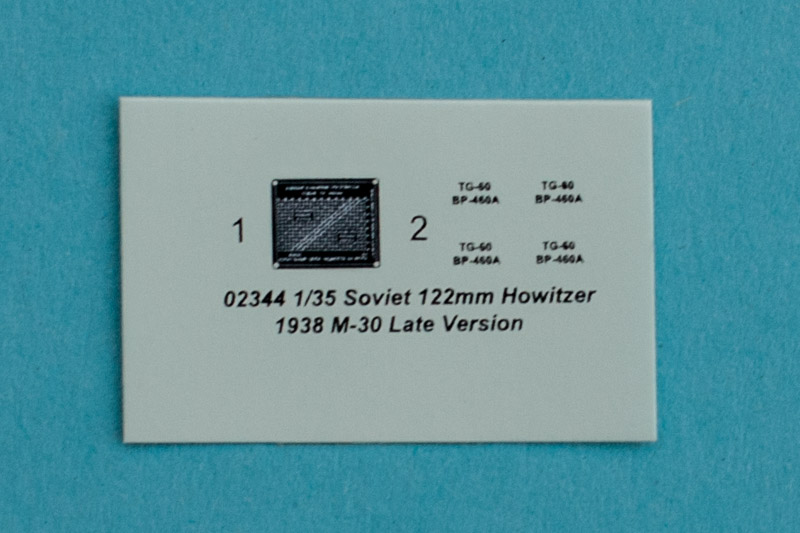 1
2
TG-60 TG-60
BP-460A BP-460A
TG-60 TG-60
BP-460A BP-460A
02344 1/35 Soviet 122mm Howitzer
1938 M-30 Late Version